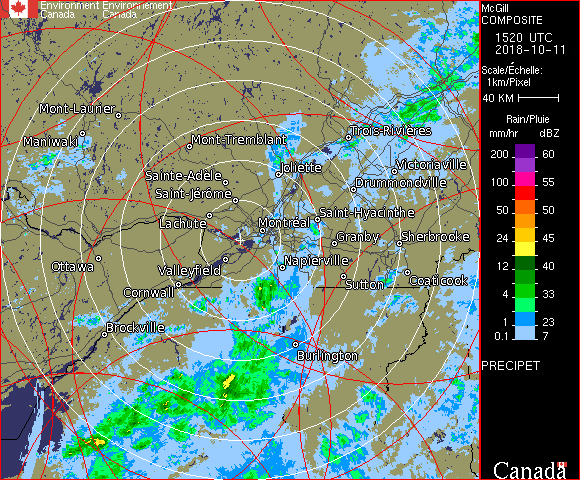 Environment Environnement
Canada Canada
McGill
COMPOSITE
1520 UTC
2018-10-11
Scale/Échelle:
1km/Pixel
40 KM
Rain/Pluie
mm/hr dBZ
200 60
100 55
50 50
24 45
12 40
4 33
1 23
0.1 7
PRECIPET
Canada
Mont-Laurier
Maniwaki
Mont-Tremblant
Trois-Rivières
Joliette
Victoriaville
Sainte-Adèle
Drummondville
Saint-Jérôme
Lachute
Saint-Hyacinthe
Montréal
Granby
Sherbrooke
Ottawa
Valleyfield
Napierville
Cornwall
Sutton
Coaticook
Brockville
Burlington